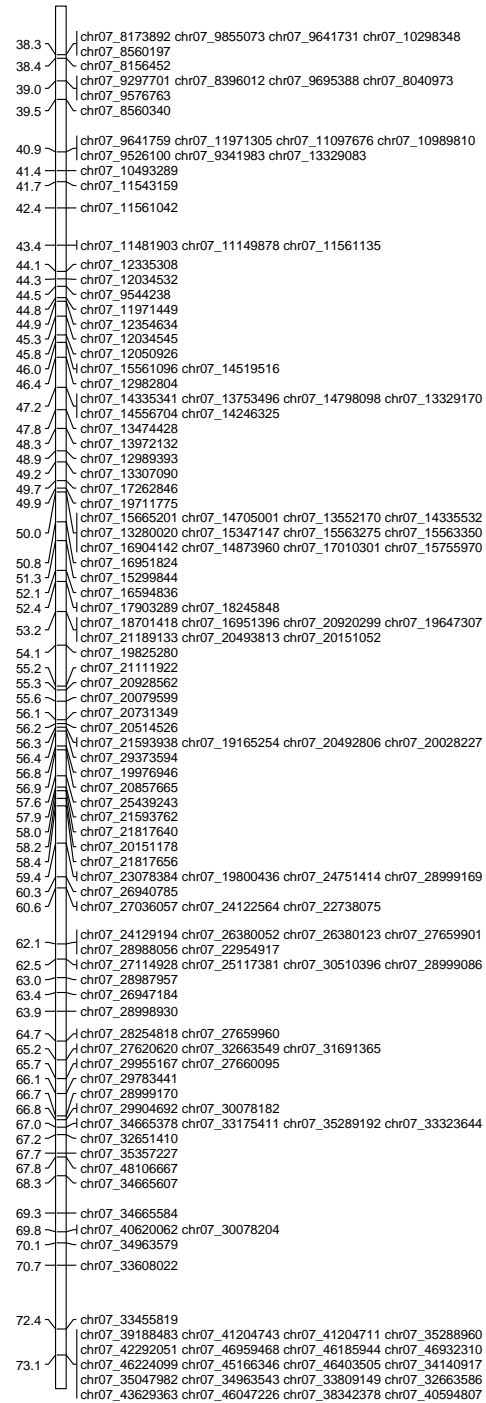 38.3 chr07_8173892 chr07_9855073 chr07_9641731 chr07_10298348
chr07_8560197
38.4 chr07_8156452
39.0 chr07_9297701 chr07_8396012 chr07_9695388 chr07_8040973
chr07_9576763
39.5 chr07_8560340
40.9 chr07_9641759 chr07_11971305 chr07_11097676 chr07_10989810
chr07_9526100 chr07_9341983 chr07_13329083
41.4 chr07_10493289
41.7 chr07_11543159
42.4 chr07_11561042
43.4 chr07_11481903 chr07_11149878 chr07_11561135
44.1 chr07_12335308
44.3 chr07_12034532
44.5 chr07_9544238
44.8 chr07_11971449
44.9 chr07_12354634
45.3 chr07_12034545
45.8 chr07_12050926
46.0 chr07_15561096 chr07_14519516
46.4 chr07_12982804
47.2 chr07_14335341 chr07_13753496 chr07_14798098 chr07_13329170
chr07_14556704 chr07_14246325
47.8 chr07_13474428
48.3 chr07_13972132
48.9 chr07_12989393
49.2 chr07_13307090
49.7 chr07_17262846
49.9 chr07_19711775
50.0 chr07_15665201 chr07_14705001 chr07_13552170 chr07_14335532
chr07_13280020 chr07_15347147 chr07_15563275 chr07_15563350
chr07_16904142 chr07_14873960 chr07_17010301 chr07_15755970
50.8 chr07_16951824
51.3 chr07_15299844
52.1 chr07_16594836
52.4 chr07_17903289 chr07_18245848
53.2 chr07_18701418 chr07_16951396 chr07_20920299 chr07_19647307
chr07_21189133 chr07_20493813 chr07_20151052
54.1 chr07_19825280
55.2 chr07_21111922
55.3 chr07_20928562
55.6 chr07_20079599
56.1 chr07_20731349
56.2 chr07_20514526
56.3 chr07_21593938 chr07_19165254 chr07_20492806 chr07_20028227
56.4 chr07_29373594
56.8 chr07_19976946
56.9 chr07_20857665
57.6 chr07_25439243
57.9 chr07_21593762
58.0 chr07_21817640
58.2 chr07_20151178
58.4 chr07_21817656
59.4 chr07_23078384 chr07_19800436 chr07_24751414 chr07_28999169
60.3 chr07_26940785
60.6 chr07_27036057 chr07_24122564 chr07_22738075
62.1 chr07_24129194 chr07_26380052 chr07_26380123 chr07_27659901
chr07_28988056 chr07_22954917
62.5 chr07_27114928 chr07_25117381 chr07_30510396 chr07_28999086
63.0 chr07_28987957
63.4 chr07_26947184
63.9 chr07_28998930
64.7 chr07_28254818 chr07_27659960
65.2 chr07_27620620 chr07_32663549 chr07_31691365
65.7 chr07_29955167 chr07_27660095
66.1 chr07_29783441
66.7 chr07_28999170
66.8 chr07_29904692 chr07_30078182
67.0 chr07_34665378 chr07_33175411 chr07_35289192 chr07_33323644
67.2 chr07_32651410
67.7 chr07_35357227
67.8 chr07_48106667
68.3 chr07_34665607
69.3 chr07_34665584
69.8 chr07_40620062 chr07_30078204
70.1 chr07_34963579
70.7 chr07_33608022
72.4 chr07_33455819
73.1 chr07_39188483 chr07_41204743 chr07_41204711 chr07_35288960
chr07_42292051 chr07_46959468 chr07_46185944 chr07_46932310
chr07_46224099 chr07_45166346 chr07_46403505 chr07_34140917
chr07_35047982 chr07_34963543 chr07_33809149 chr07_32663586
chr07_43629363 chr07_46047226 chr07_38342378 chr07_40594807